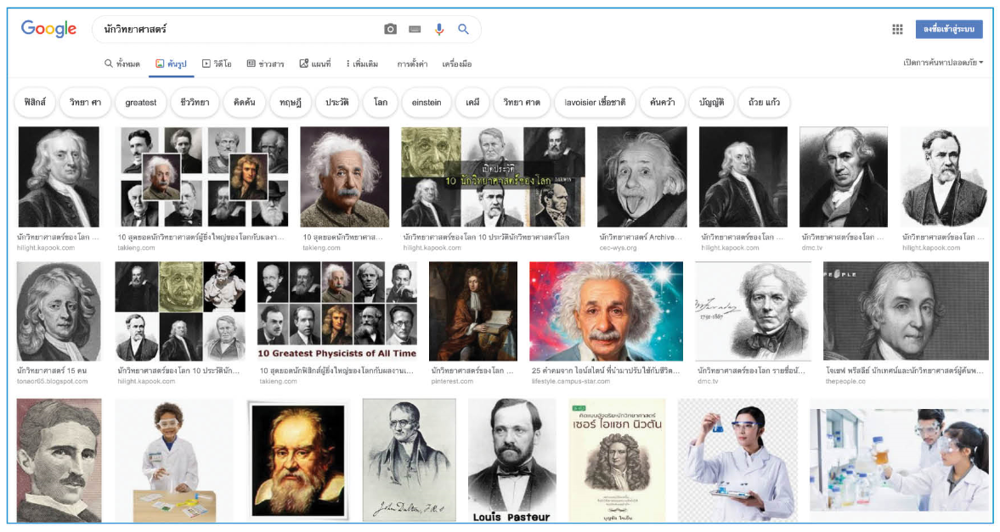 Google
นักวิทยาศาสตร์
ลงชื่อเข้าสู่ระบบ
ทั้งหมด ค้นรูป วิดีโอ ข่าวสาร แผนที่ เพิ่มเติม การตั้งค่า เครื่องมือ
เปิดการค้นหาปลอดภัย
ฟิสิกส์ วิทยา ศา greatest ชีววิทยา คิดค้น ทฤษฎี ประวัติ โลก einstein เคมี วิทยา ศาต lavoisier เชื้อชาติ ค้นคว้า บัญญัติ ถ้วย แก้ว
เปิดประวัติ
10 นักวิทยาศาสตร์ของโลก
นักวิทยาศาสตร์ของโลก ... 10 สุดยอดนักวิทยาศาสตร์ผู้ยิ่งใหญ่ของโลกกับผลงา... 10 สุดยอดนักวิทยาศาส... นักวิทยาศาสตร์ของโลก 10 ประวัตินักวิทยาศาสตร์โลก นักวิทยาศาสตร์ Archive... นักวิทยาศาสตร์ของโลก ... นักวิทยาศาสตร์ของโลก ... นักวิทยาศาสตร์ของโลก ...
hilight.kapook.com takieng.com takieng.com hilight.kapook.com cec-wys.org hilight.kapook.com dmc.tv hilight.kapook.com
PEOPLE
1791-1867
10 Greatest Physicists of All Time
นักวิทยาศาสตร์ 15 คน นักวิทยาศาสตร์ของโลก 10 ประวัตินัก... 10 สุดยอดนักฟิสิกส์ผู้ยิ่งใหญ่ของโลกกับผลงาน... นักวิทยาศาสตร์ของโลก ... 25 คำคมจาก ไอน์สไตน์ ที่นำมาปรับใช้กับชีวิต... นักวิทยาศาสตร์ของโลก รายชื่อนั... โจเซฟ พริสลีย์ นักเทศน์และนักวิทยาศาสตร์ผู้ค้นพ...
hilight.kapook.com takieng.com pinterest.com lifestyle.campus-star.com dmc.tv thepeople.co
คิดแบบอัจฉริยะนักวิทยาศาสตร์
เซอร์ ไอแซก นิวตัน
John Dalton, F.R.S
Louis Pasteur